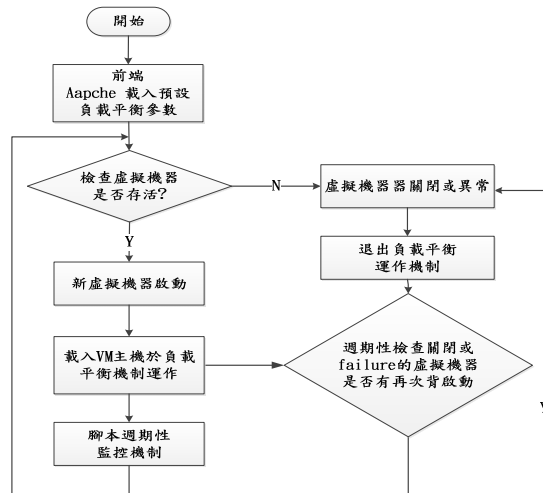 開始
前端
Aapche 載入預設
負載平衡參數
檢查虛擬機器
是否存活?
N
虛擬機器器關閉或異常
Y
退出負載平衡
運作機制
新虛擬機器啟動
載入VM主機於負載
平衡機制運作
週期性檢查關閉或
failure的虛擬機器
是否有再次背啟動
Y
腳本週期性
監控機制